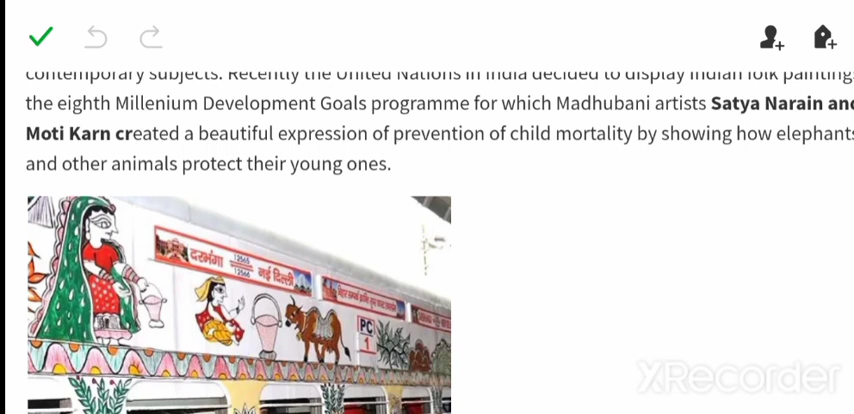 contemporary subjects. Recently the United Nations in India decided to display Indian folk painting
the eighth Millenium Development Goals programme for which Madhubani artists Satya Narain and
Moti Karn created a beautiful expression of prevention of child mortality by showing how elephants
and other animals protect their young ones.
दरभंगा 12565 12566 नई दिल्ली
PC
1
XRecorder